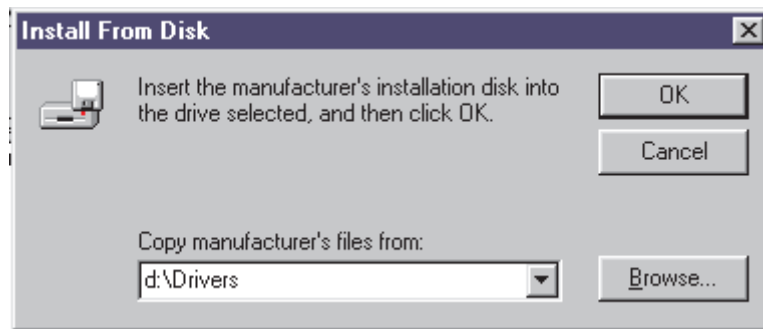 Install From Disk
Insert the manufacturer's installation disk into
the drive selected, and then click OK.
OK
Cancel
Copy manufacturer's files from:
d:\Drivers
Browse...